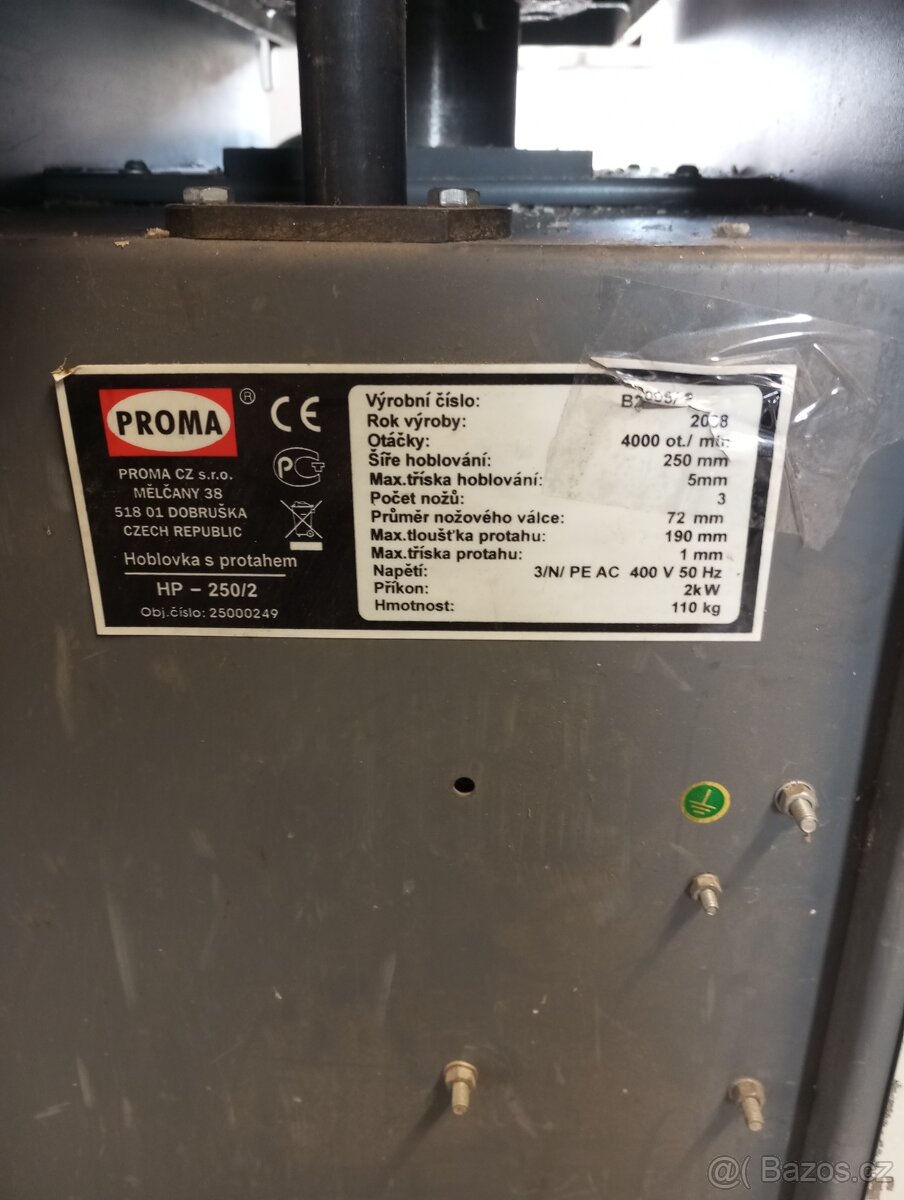 PROMA ®
CE
PROMA CZ s.r.o.
MĚLČANY 38
518 01 DOBRUŠKA
CZECH REPUBLIC
Hoblovka s protahem
HP - 250/2
Obj.číslo: 25000249
Výrobní číslo:
Rok výroby:
Otáčky: 4000 ot./ min
Šíře hoblování: 250 mm
Max.tříska hoblování: 5mm
Počet nožů: 3
Průměr nožového válce: 72 mm
Max.tloušťka protahu: 190 mm
Max.tříska protahu: 1 mm
Napětí: 3/N/ PE AC 400 V 50 Hz
Příkon: 2kW
Hmotnost: 110 kg
Bazos.cz